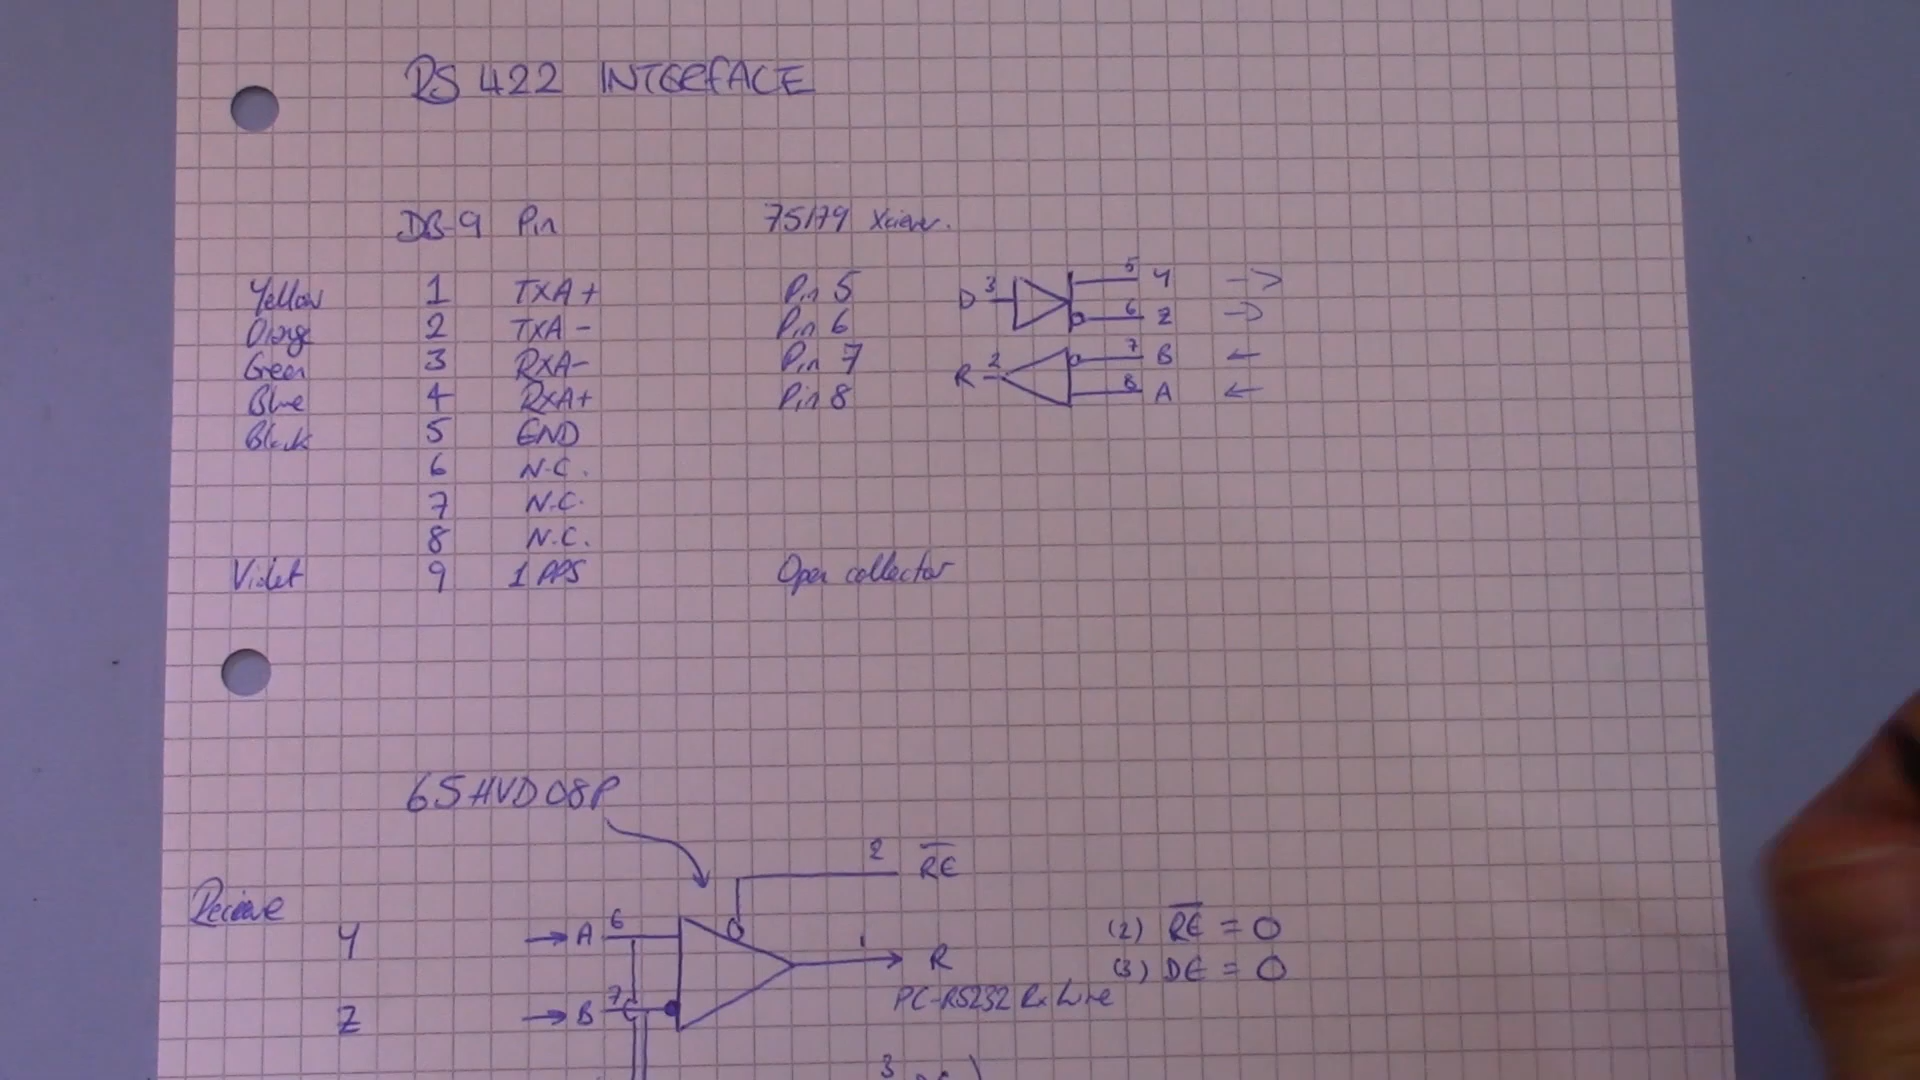 RS 422 INTERFACE
DB-9 Pin 75179 Xciever.
Yellow 1 TXA+ Pin 5 D 3 5 Y ->
Orange 2 TXA- Pin 6 6 Z ->
Green 3 RXA- Pin 7 7 B ←
Blue 4 RXA+ Pin 8 R 2 8 A ←
Black 5 GND
6 N.C.
7 N.C.
8 N.C.
Violet 9 1 PPS Open collector
65HVD08P
2 RE
Recieve
Y → A 6 1 R (2) RE = 0
(3) DE = 0
PC-RS232 Rx Line
Z → B 7
3